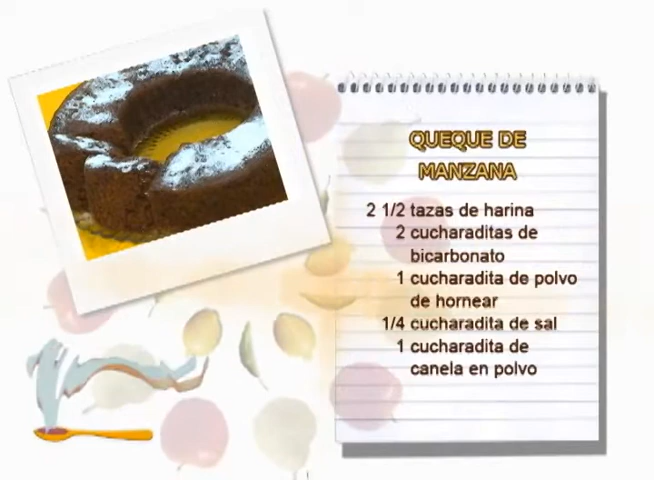 QUEQUE DE
MANZANA
2 1/2 tazas de harina
2 cucharaditas de
bicarbonato
1 cucharadita de polvo
de hornear
1/4 cucharadita de sal
1 cucharadita de
canela en polvo